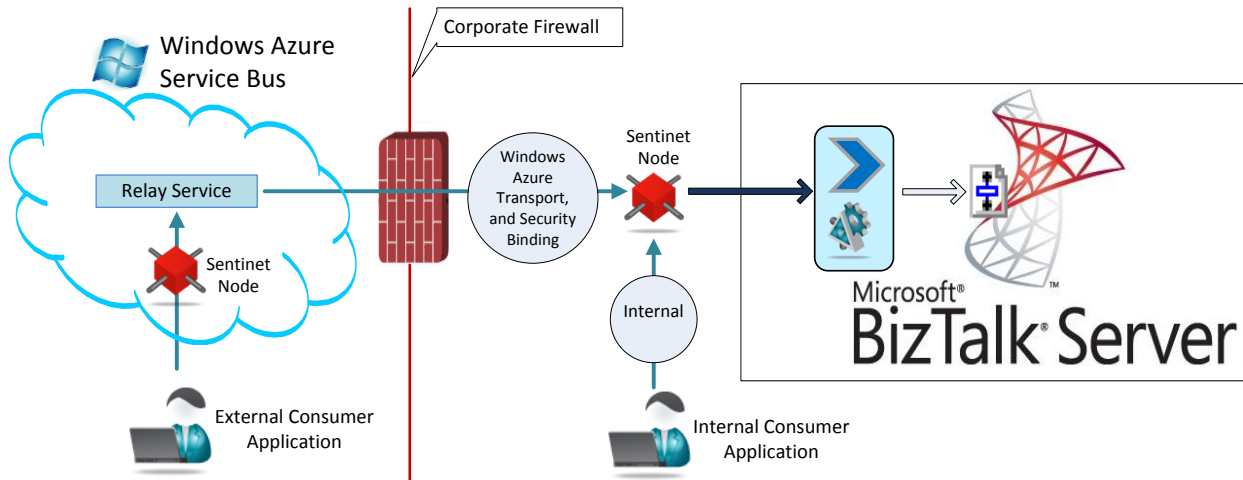 Windows Azure
Service Bus
Corporate Firewall
Relay Service
Sentinet
Node
External Consumer
Application
Windows
Azure
Transport,
and Security
Binding
Sentinet
Node
Internal
Internal Consumer
Application
Microsoft®
BizTalk® Server
™